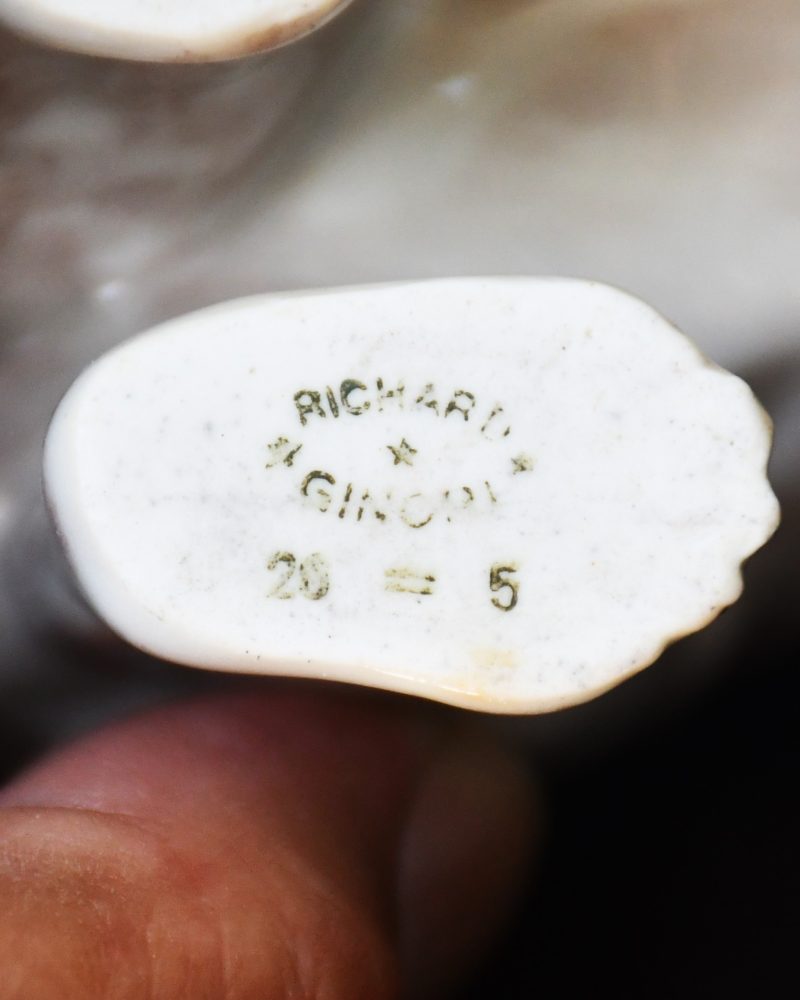 RICHARD
★ ★ ★
GINORI
20 = 5